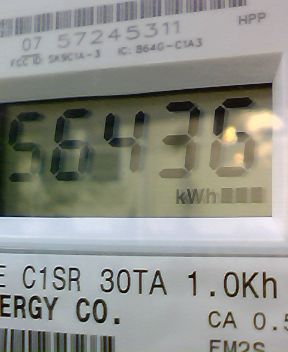 HPP
07 57245311
FCC ID: SK9C1A-3 IC: 864G-C1A3
56436
kWh
E C1SR 30TA 1.0Kh
ERGY CO.
CA 0.5
EM2S